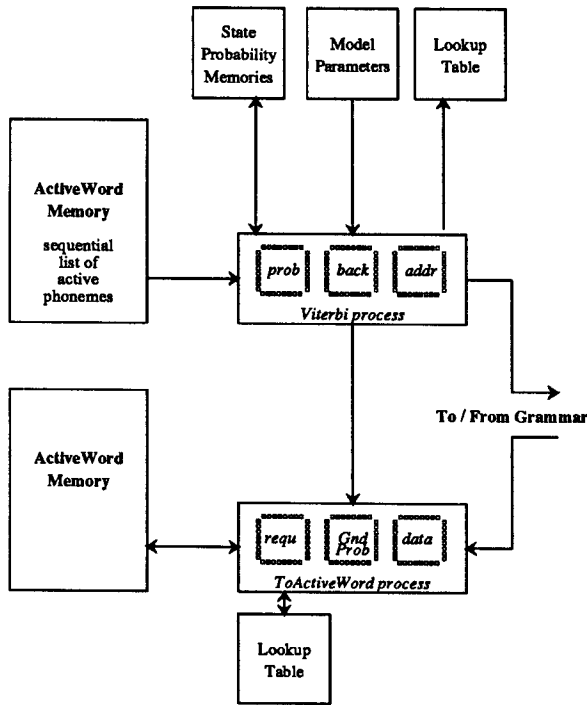 State
Probability
Memories
Model
Parameters
Lookup
Table
ActiveWord
Memory
sequential
list of
active
phonemes
prob
back
addr
Viterbi process
To / From Grammar
ActiveWord
Memory
requ
Gnd
Prob
data
ToActiveWord process
Lookup
Table